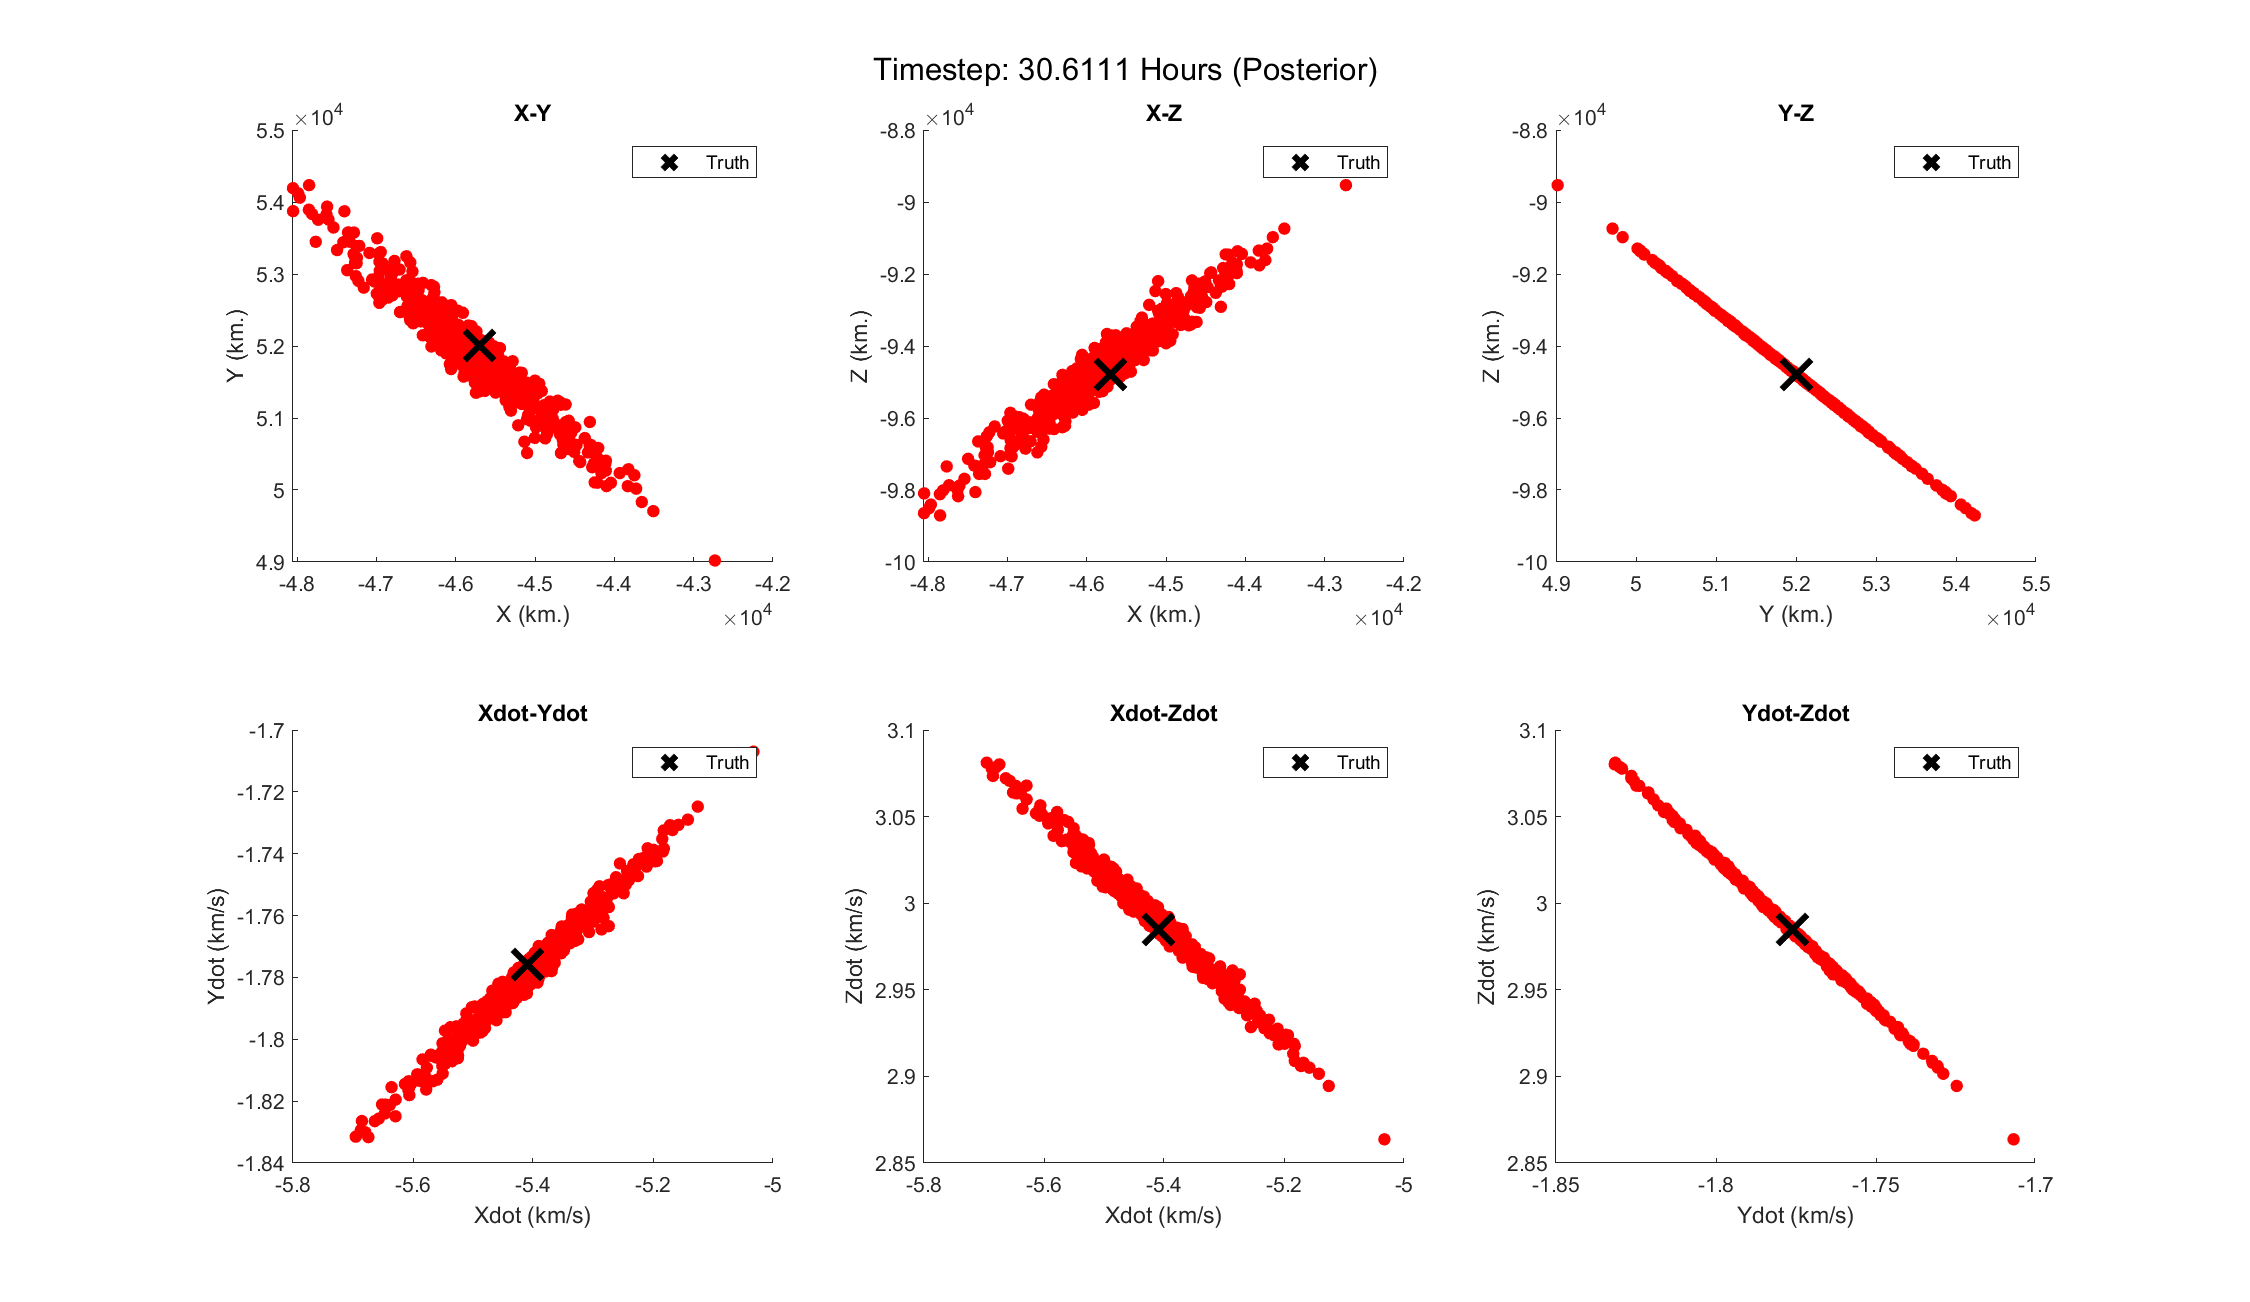 Timestep: 30.6111 Hours (Posterior)
X-Y
×10^4
5.5
5.4
5.3
5.2
5.1
5
4.9
Y (km.)
-4.8 -4.7 -4.6 -4.5 -4.4 -4.3 -4.2
X (km.)
×10^4
Truth
X-Z
×10^4
-8.8
-9
-9.2
-9.4
-9.6
-9.8
-10
Z (km.)
-4.8 -4.7 -4.6 -4.5 -4.4 -4.3 -4.2
X (km.)
×10^4
Truth
Y-Z
×10^4
-8.8
-9
-9.2
-9.4
-9.6
-9.8
-10
Z (km.)
4.9 5 5.1 5.2 5.3 5.4 5.5
Y (km.)
×10^4
Truth
Xdot-Ydot
-1.7
-1.72
-1.74
-1.76
-1.78
-1.8
-1.82
-1.84
Ydot (km/s)
-5.8 -5.6 -5.4 -5.2 -5
Xdot (km/s)
Truth
Xdot-Zdot
3.1
3.05
3
2.95
2.9
2.85
Zdot (km/s)
-5.8 -5.6 -5.4 -5.2 -5
Xdot (km/s)
Truth
Ydot-Zdot
3.1
3.05
3
2.95
2.9
2.85
Zdot (km/s)
-1.85 -1.8 -1.75 -1.7
Ydot (km/s)
Truth